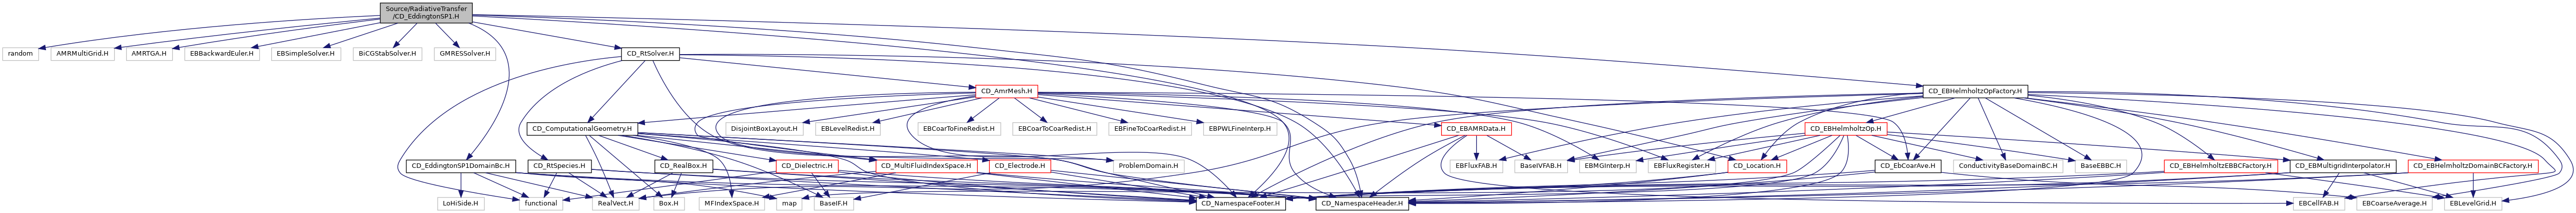 Source/RadiativeTransfer
/CD_EddingtonSP1.H
random
AMRMultiGrid.H
AMRTGA.H
EBBackwardEuler.H
EBSimpleSolver.H
BiCGStabSolver.H
GMRESSolver.H
CD_RtSolver.H
CD_AmrMesh.H
CD_EBHelmholtzOpFactory.H
CD_ComputationalGeometry.H
DisjointBoxLayout.H
EBLevelRedist.H
EBCoarToFineRedist.H
EBCoarToCoarRedist.H
EBFineToCoarRedist.H
EBPWLFineInterp.H
CD_EBAMRData.H
CD_EBHelmholtzOp.H
CD_EddingtonSP1DomainBc.H
CD_RtSpecies.H
CD_RealBox.H
CD_Dielectric.H
CD_MultiFluidIndexSpace.H
CD_Electrode.H
ProblemDomain.H
EBFluxFAB.H
BaseIVFAB.H
EBMGInterp.H
EBFluxRegister.H
CD_Location.H
CD_EbCoarAve.H
ConductivityBaseDomainBC.H
BaseEBBC.H
CD_EBHelmholtzEBBCFactory.H
CD_EBMultigridInterpolator.H
CD_EBHelmholtzDomainBCFactory.H
LoHiSide.H
functional
RealVect.H
Box.H
MFIndexSpace.H
map
BaseIF.H
CD_NamespaceFooter.H
CD_NamespaceHeader.H
EBCellFAB.H
EBCoarseAverage.H
EBLevelGrid.H